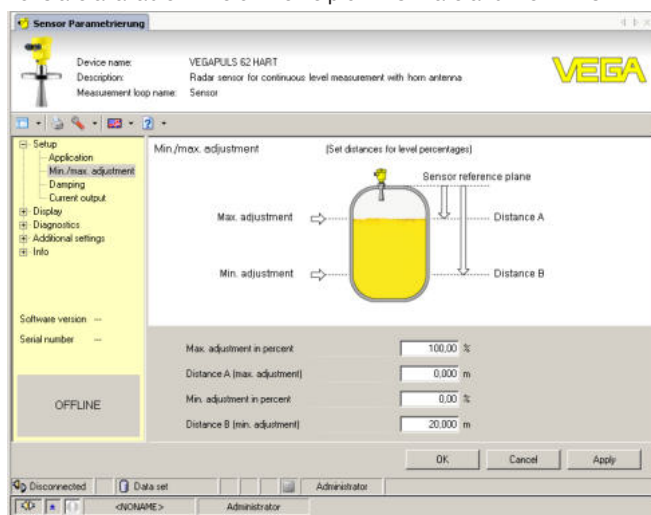 Sensor Parametrierung
Device name: VEGAPULS 62 HART
Description: Radar sensor for continuous level measurement with horn antenna
Measurement loop name: Sensor
VEGA
Setup
Application
Min./max. adjustment
Damping
Current output
Display
Diagnostics
Additional settings
Info
Software version --
Serial number --
OFFLINE
Min./max. adjustment (Set distances for level percentages)
Sensor reference plane
Max. adjustment Distance A
Min. adjustment Distance B
Max. adjustment in percent 100,00 %
Distance A (max. adjustment) 0,000 m
Min. adjustment in percent 0,00 %
Distance B (min. adjustment) 20,000 m
OK Cancel Apply
Disconnected Data set Administrator
<NONAME> Administrator